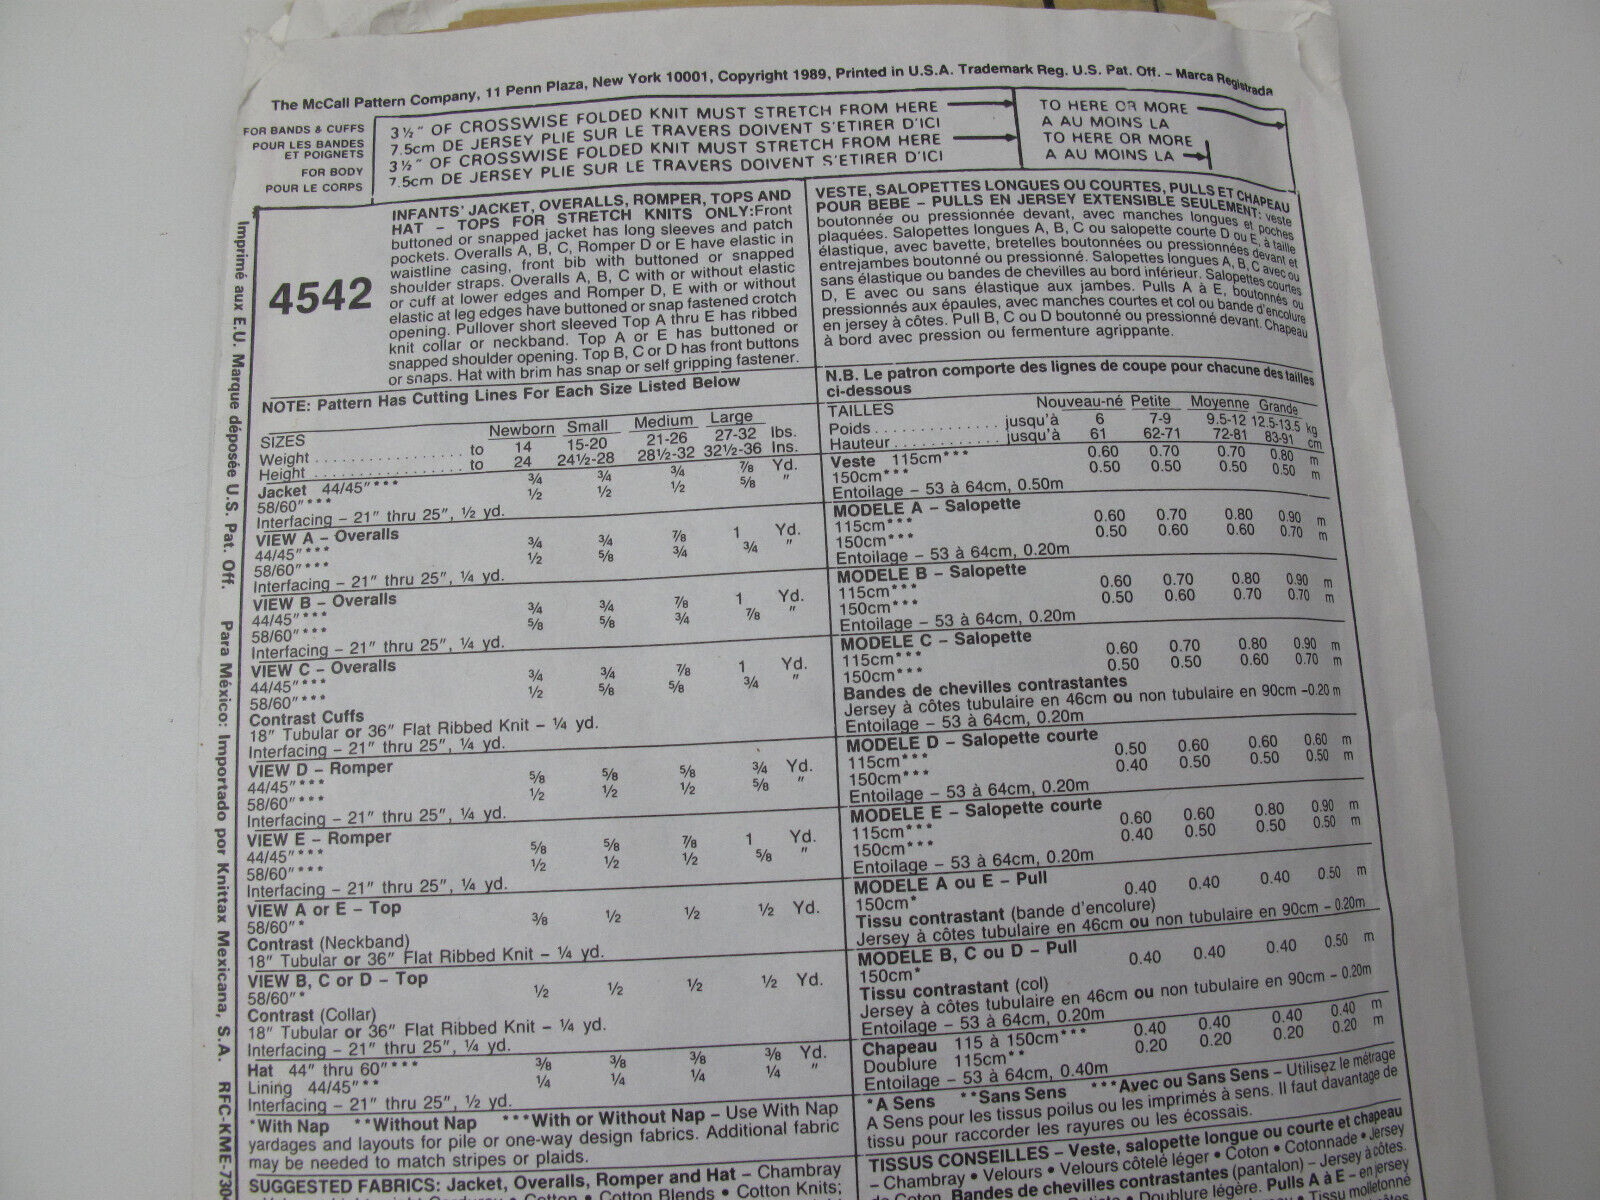 The McCall Pattern Company, 11 Penn Plaza, New York 10001, Copyright 1989, Printed in U.S.A. Trademark Reg. U.S. Pat. Off. – Marca Registrada
FOR BANDS & CUFFS
POUR LES BANDES
ET POIGNETS
FOR BODY
POUR LE CORPS
3½" OF CROSSWISE FOLDED KNIT MUST STRETCH FROM HERE
7.5cm DE JERSEY PLIE SUR LE TRAVERS DOIVENT S'ETIRER D'ICI
3½" OF CROSSWISE FOLDED KNIT MUST STRETCH FROM HERE
7.5cm DE JERSEY PLIE SUR LE TRAVERS DOIVENT S'ETIRER D'ICI
TO HERE OR MORE
A AU MOINS LA
TO HERE OR MORE
A AU MOINS LA
Imprimé aux E.U. Marque déposée U.S. Pat. Off. Para México: Importado por Knittax Mexicana, S.A. RFC-KME-730
4542
INFANTS' JACKET, OVERALLS, ROMPER, TOPS AND
HAT – TOPS FOR STRETCH KNITS ONLY: Front
buttoned or snapped jacket has long sleeves and patch
pockets. Overalls A, B, C, Romper D or E have elastic in
waistline casing, front bib with buttoned or snapped
shoulder straps. Overalls A, B, C with or without elastic
or cuff at lower edges and Romper D, E with or without
elastic at leg edges have buttoned or snap fastened crotch
opening. Pullover short sleeved Top A thru E has ribbed
knit collar or neckband. Top A or E has buttoned or
snapped shoulder opening. Top B, C or D has front buttons
or snaps. Hat with brim has snap or self gripping fastener.
NOTE: Pattern Has Cutting Lines For Each Size Listed Below
SIZES Newborn Small Medium Large
Weight to 14 15-20 21-26 27-32 lbs.
Height to 24 24½-28 28½-32 32½-36 Ins.
Jacket 44/45"*** ¾ ¾ ¾ ⅞ Yd.
58/60"*** ½ ½ ½ ⅝ "
Interfacing – 21" thru 25", ½ yd.
VIEW A – Overalls
44/45"*** ¾ ¾ ⅞ 1 Yd.
58/60"*** ½ ⅝ ¾ ¾ "
Interfacing – 21" thru 25", ¼ yd.
VIEW B – Overalls
44/45"*** ¾ ¾ ⅞ 1 Yd.
58/60"*** ⅝ ⅝ ¾ ⅞ "
Interfacing – 21" thru 25", ¼ yd.
VIEW C – Overalls
44/45"*** ¾ ¾ ⅞ 1 Yd.
58/60"*** ½ ⅝ ⅝ ¾ "
Contrast Cuffs
18" Tubular or 36" Flat Ribbed Knit – ¼ yd.
Interfacing – 21" thru 25", ¼ yd.
VIEW D – Romper
44/45"*** ⅝ ⅝ ⅝ ¾ Yd.
58/60"*** ½ ½ ½ ⅝ "
Interfacing – 21" thru 25", ¼ yd.
VIEW E – Romper
44/45"*** ⅝ ⅝ ⅞ 1 Yd.
58/60"*** ½ ½ ½ ⅝ "
Interfacing – 21" thru 25", ¼ yd.
VIEW A or E – Top
58/60"* ⅜ ½ ½ ½ Yd.
Contrast (Neckband)
18" Tubular or 36" Flat Ribbed Knit – ¼ yd.
VIEW B, C or D – Top
58/60"* ½ ½ ½ ½ Yd.
Contrast (Collar)
18" Tubular or 36" Flat Ribbed Knit – ¼ yd.
Interfacing – 21" thru 25", ¼ yd.
Hat 44" thru 60"*** ⅜ ⅜ ⅜ ⅜ Yd.
Lining 44/45"** ¼ ¼ ¼ ¼ "
Interfacing – 21" thru 25", ½ yd.
*With Nap **Without Nap ***With or Without Nap – Use With Nap
yardages and layouts for pile or one-way design fabrics. Additional fabric
may be needed to match stripes or plaids.
SUGGESTED FABRICS: Jacket, Overalls, Romper and Hat – Chambray
• Cotton • Cotton Blends • Cotton Knits;
VESTE, SALOPETTES LONGUES OU COURTES, PULLS ET CHAPEAU
POUR BEBE – PULLS EN JERSEY EXTENSIBLE SEULEMENT: veste
boutonnée ou pressionnée devant, avec manches longues et poches
plaquées. Salopettes longues A, B, C ou salopette courte D ou E, à taille
élastique, avec bavette, bretelles boutonnées ou pressionnées devant et
entrejambes boutonné ou pressionné. Salopettes longues A, B, C avec ou
sans élastique ou bandes de chevilles au bord inférieur. Salopettes courtes
D, E avec ou sans élastique aux jambes. Pulls A à E, boutonnés ou
pressionnés aux épaules, avec manches courtes et col ou bande d'encolure
en jersey à côtes. Pull B, C ou D boutonné ou pressionné devant. Chapeau
à bord avec pression ou fermeture agrippante.
N.B. Le patron comporte des lignes de coupe pour chacune des tailles
ci-dessous
TAILLES Nouveau-né Petite Moyenne Grande
Poids jusqu'à 6 7-9 9.5-12 12.5-13.5 kg
Hauteur jusqu'à 61 62-71 72-81 83-91 cm
Veste 115cm*** 0.60 0.70 0.70 0.80 m
150cm*** 0.50 0.50 0.50 0.50 m
Entoilage – 53 à 64cm, 0.50m
MODELE A – Salopette
115cm*** 0.60 0.70 0.80 0.90 m
150cm*** 0.50 0.60 0.60 0.70 m
Entoilage – 53 à 64cm, 0.20m
MODELE B – Salopette
115cm*** 0.60 0.70 0.80 0.90 m
150cm*** 0.50 0.60 0.70 0.70 m
Entoilage – 53 à 64cm, 0.20m
MODELE C – Salopette
115cm*** 0.60 0.70 0.80 0.90 m
150cm*** 0.50 0.50 0.60 0.70 m
Bandes de chevilles contrastantes
Jersey à côtes tubulaire en 46cm ou non tubulaire en 90cm –0.20 m
Entoilage – 53 à 64cm, 0.20m
MODELE D – Salopette courte
115cm*** 0.50 0.60 0.60 0.60 m
150cm*** 0.40 0.50 0.50 0.50 m
Entoilage – 53 à 64cm, 0.20m
MODELE E – Salopette courte
115cm*** 0.60 0.60 0.80 0.90 m
150cm*** 0.40 0.50 0.50 0.50 m
Entoilage – 53 à 64cm, 0.20m
MODELE A ou E – Pull
150cm* 0.40 0.40 0.40 0.50 m
Tissu contrastant (bande d'encolure)
Jersey à côtes tubulaire en 46cm ou non tubulaire en 90cm – 0.20m
MODELE B, C ou D – Pull
150cm* 0.40 0.40 0.40 0.50 m
Tissu contrastant (col)
Jersey à côtes tubulaire en 46cm ou non tubulaire en 90cm – 0.20m
Entoilage – 53 à 64cm, 0.20m
Chapeau 115 à 150cm*** 0.40 0.40 0.40 0.40 m
Doublure 115cm** 0.20 0.20 0.20 0.20 m
Entoilage – 53 à 64cm, 0.40m
*A Sens **Sans Sens ***Avec ou Sans Sens – Utilisez le métrage
A Sens pour les tissus poilus ou les imprimés à sens. Il faut davantage de
tissu pour raccorder les rayures ou les écossais.
TISSUS CONSEILLES – Veste, salopette longue ou courte et chapeau
– Chambray • Velours • Velours côtelé léger • Coton • Cotonnade • Jersey
de Coton. Bandes de chevilles contrastantes (pantalon) – Jersey à côtes.
• Doublure légère. Pulls A à E – en jersey
• Tissu molletonné